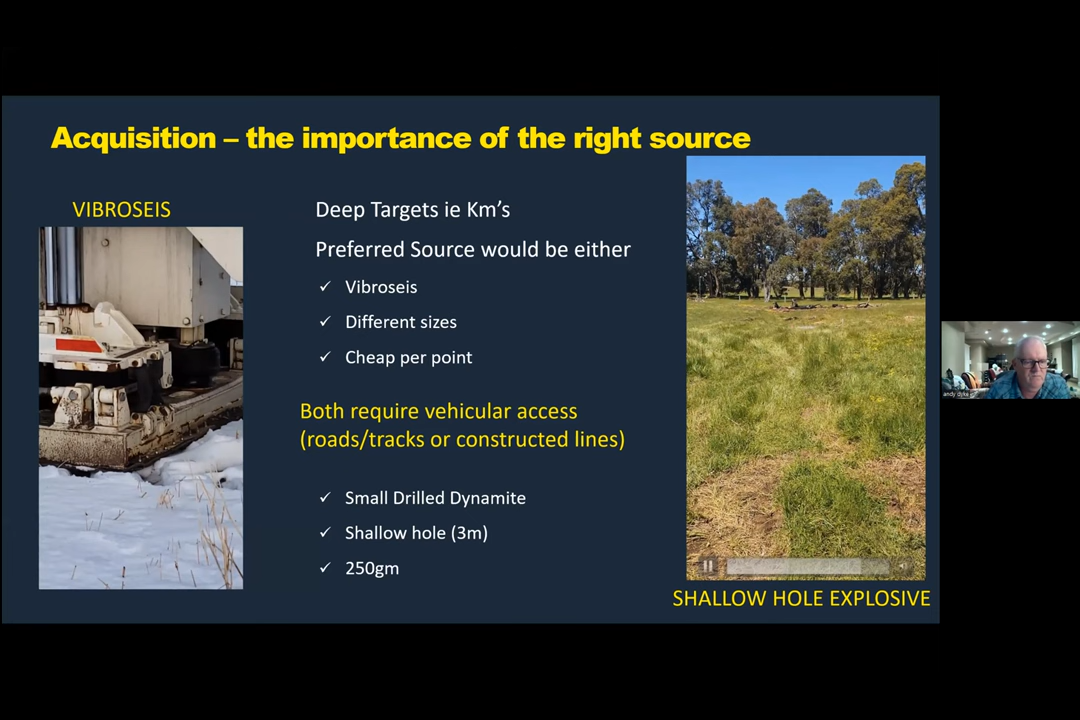 Acquisition – the importance of the right source
VIBROSEIS
Deep Targets ie Km’s
Preferred Source would be either
✓ Vibroseis
✓ Different sizes
✓ Cheap per point
Both require vehicular access
(roads/tracks or constructed lines)
✓ Small Drilled Dynamite
✓ Shallow hole (3m)
✓ 250gm
SHALLOW HOLE EXPLOSIVE
andy dyke